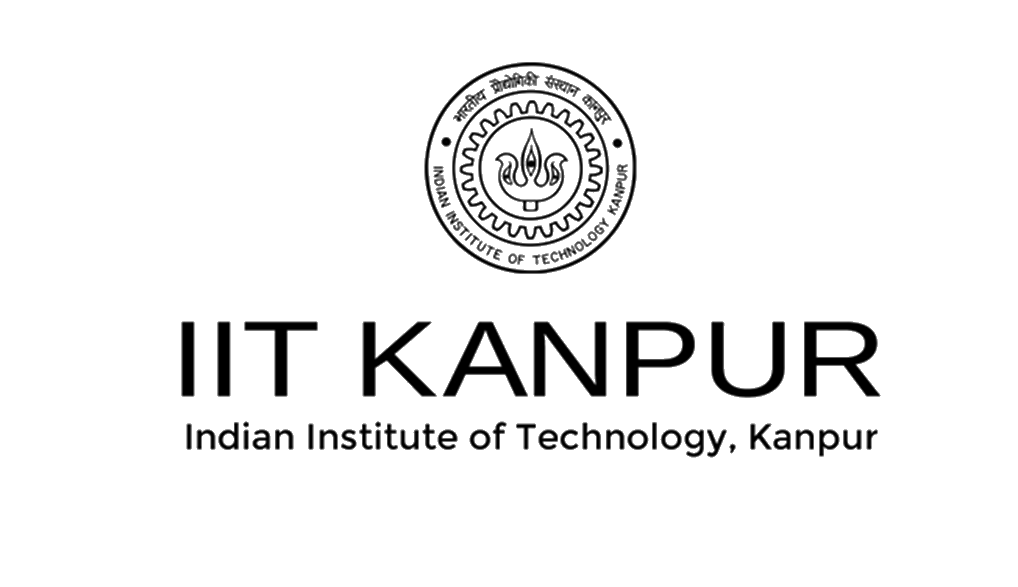 भारतीय प्रौद्योगिकी संस्थान कानपुर
INDIAN INSTITUTE OF TECHNOLOGY KANPUR
IIT KANPUR
Indian Institute of Technology, Kanpur